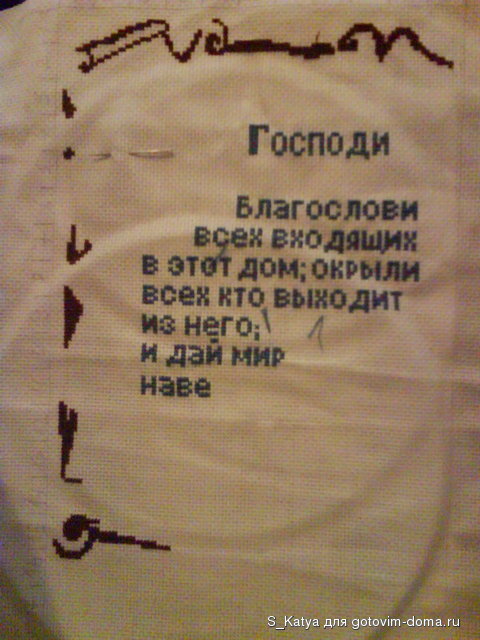 Господи
Благослови
всех входящих
в этот дом; окрыли
всех кто выходит
из него;
и дай мир
наве
S_Katya для gotovim-doma.ru